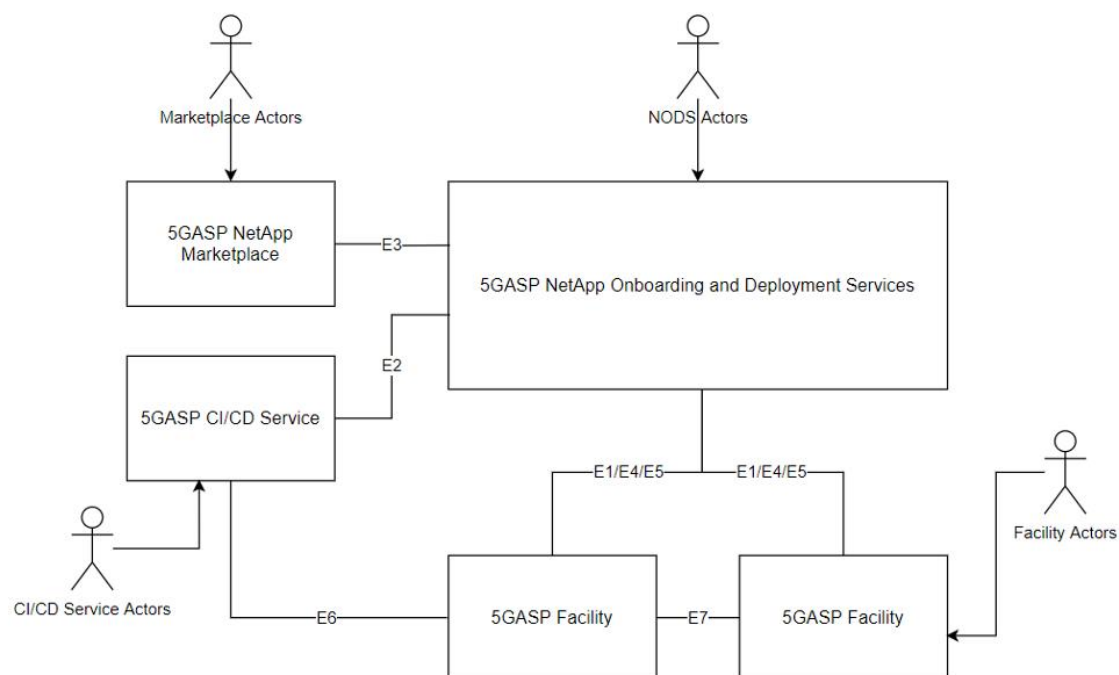 Marketplace Actors
NODS Actors
5GASP NetApp
Marketplace
E3
5GASP NetApp Onboarding and Deployment Services
E2
5GASP CI/CD Service
E1/E4/E5
E1/E4/E5
Facility Actors
CI/CD Service Actors
E6
5GASP Facility
E7
5GASP Facility